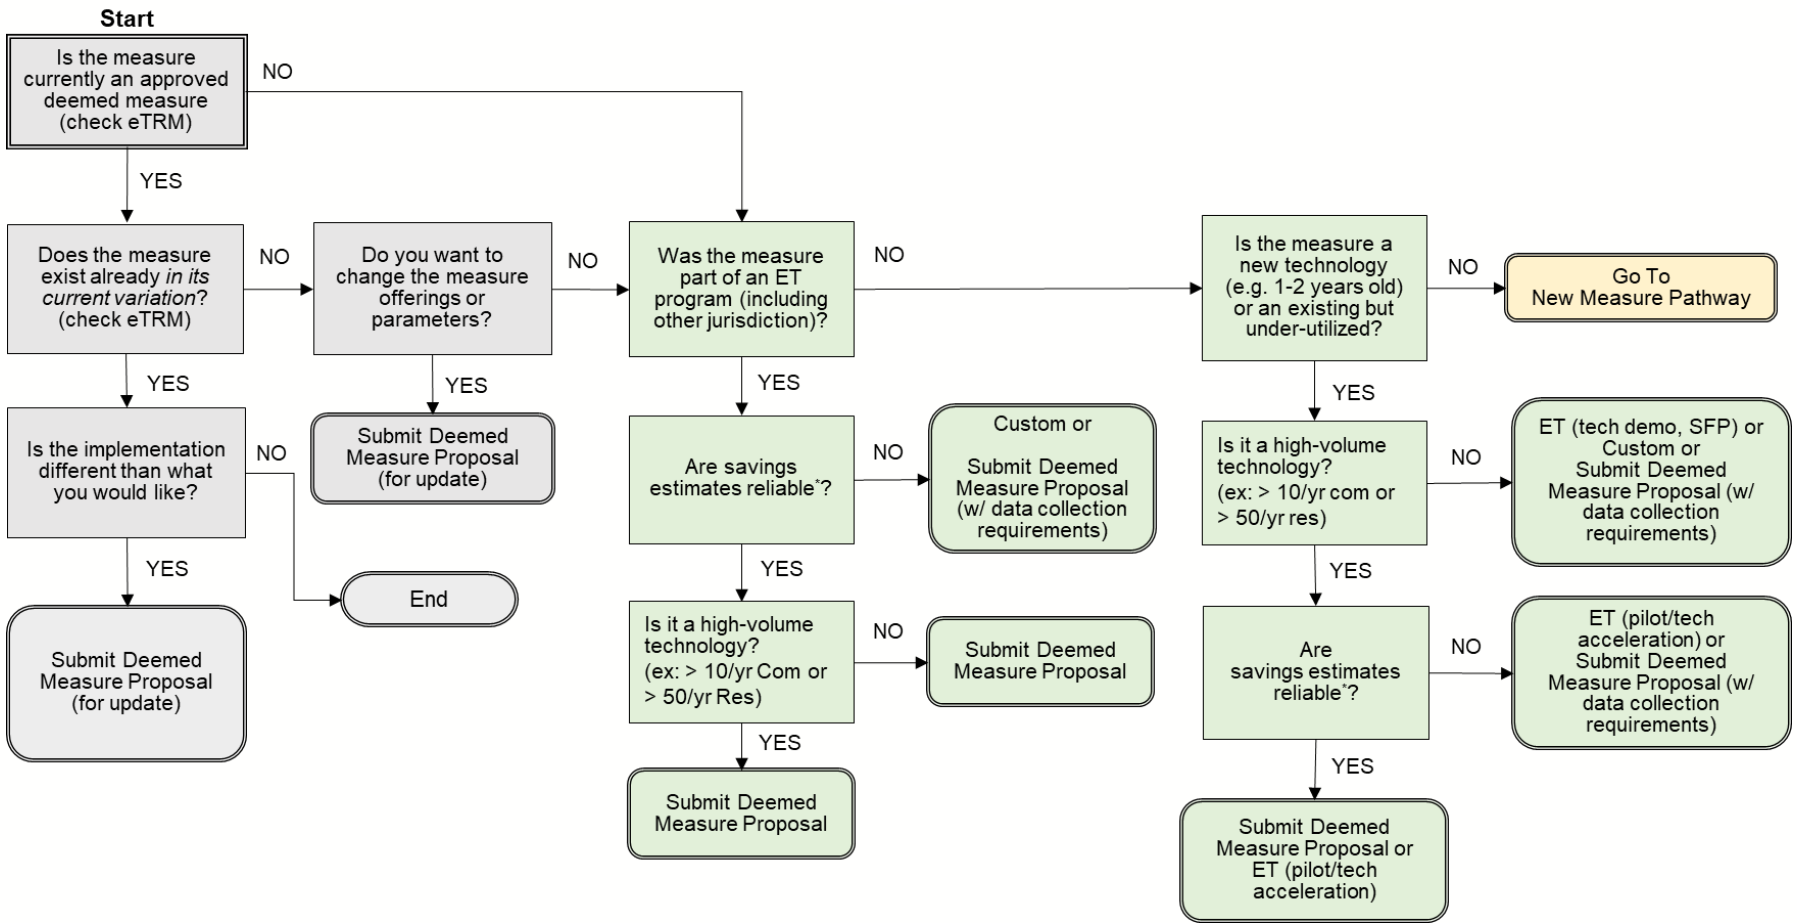 Start
Is the measure
currently an approved
deemed measure
(check eTRM)
NO
YES
Does the measure
exist already in its
current variation?
(check eTRM)
NO
Do you want to
change the measure
offerings or
parameters?
NO
Was the measure
part of an ET
program (including
other jurisdiction)?
NO
Is the measure a
new technology
(e.g. 1-2 years old)
or an existing but
under-utilized?
NO
Go To
New Measure Pathway
YES
YES
YES
YES
Is the implementation
different than what
you would like?
NO
Submit Deemed
Measure Proposal
(for update)
Are savings
estimates reliable*?
NO
Custom or
Submit Deemed
Measure Proposal
(w/ data collection
requirements)
Is it a high-volume
technology?
(ex: > 10/yr com or
> 50/yr res)
NO
ET (tech demo, SFP) or
Custom or
Submit Deemed
Measure Proposal (w/
data collection
requirements)
YES
End
YES
YES
Submit Deemed
Measure Proposal
(for update)
Is it a high-volume
technology?
(ex: > 10/yr Com or
> 50/yr Res)
NO
Submit Deemed
Measure Proposal
Are
savings estimates
reliable*?
NO
ET (pilot/tech
acceleration) or
Submit Deemed
Measure Proposal (w/
data collection
requirements)
YES
YES
Submit Deemed
Measure Proposal
Submit Deemed
Measure Proposal or
ET (pilot/tech
acceleration)